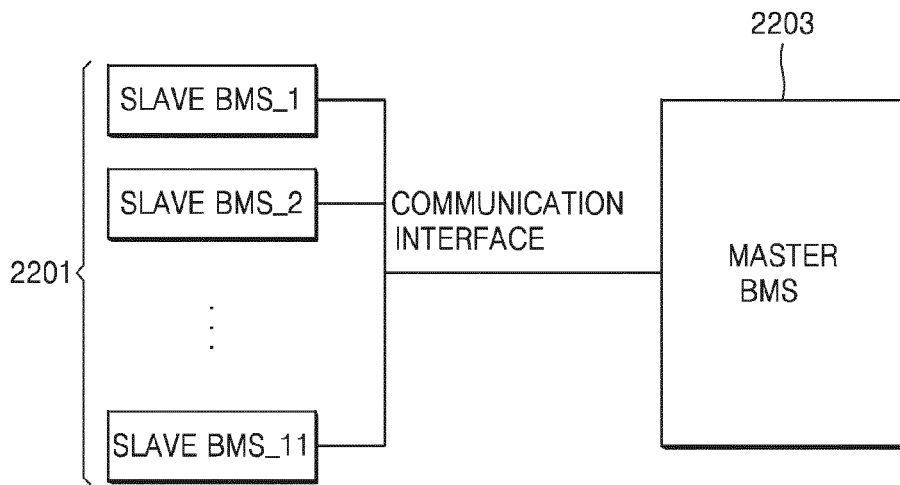 2203
SLAVE BMS_1
SLAVE BMS_2
COMMUNICATION
INTERFACE
2201
MASTER
BMS
SLAVE BMS_11